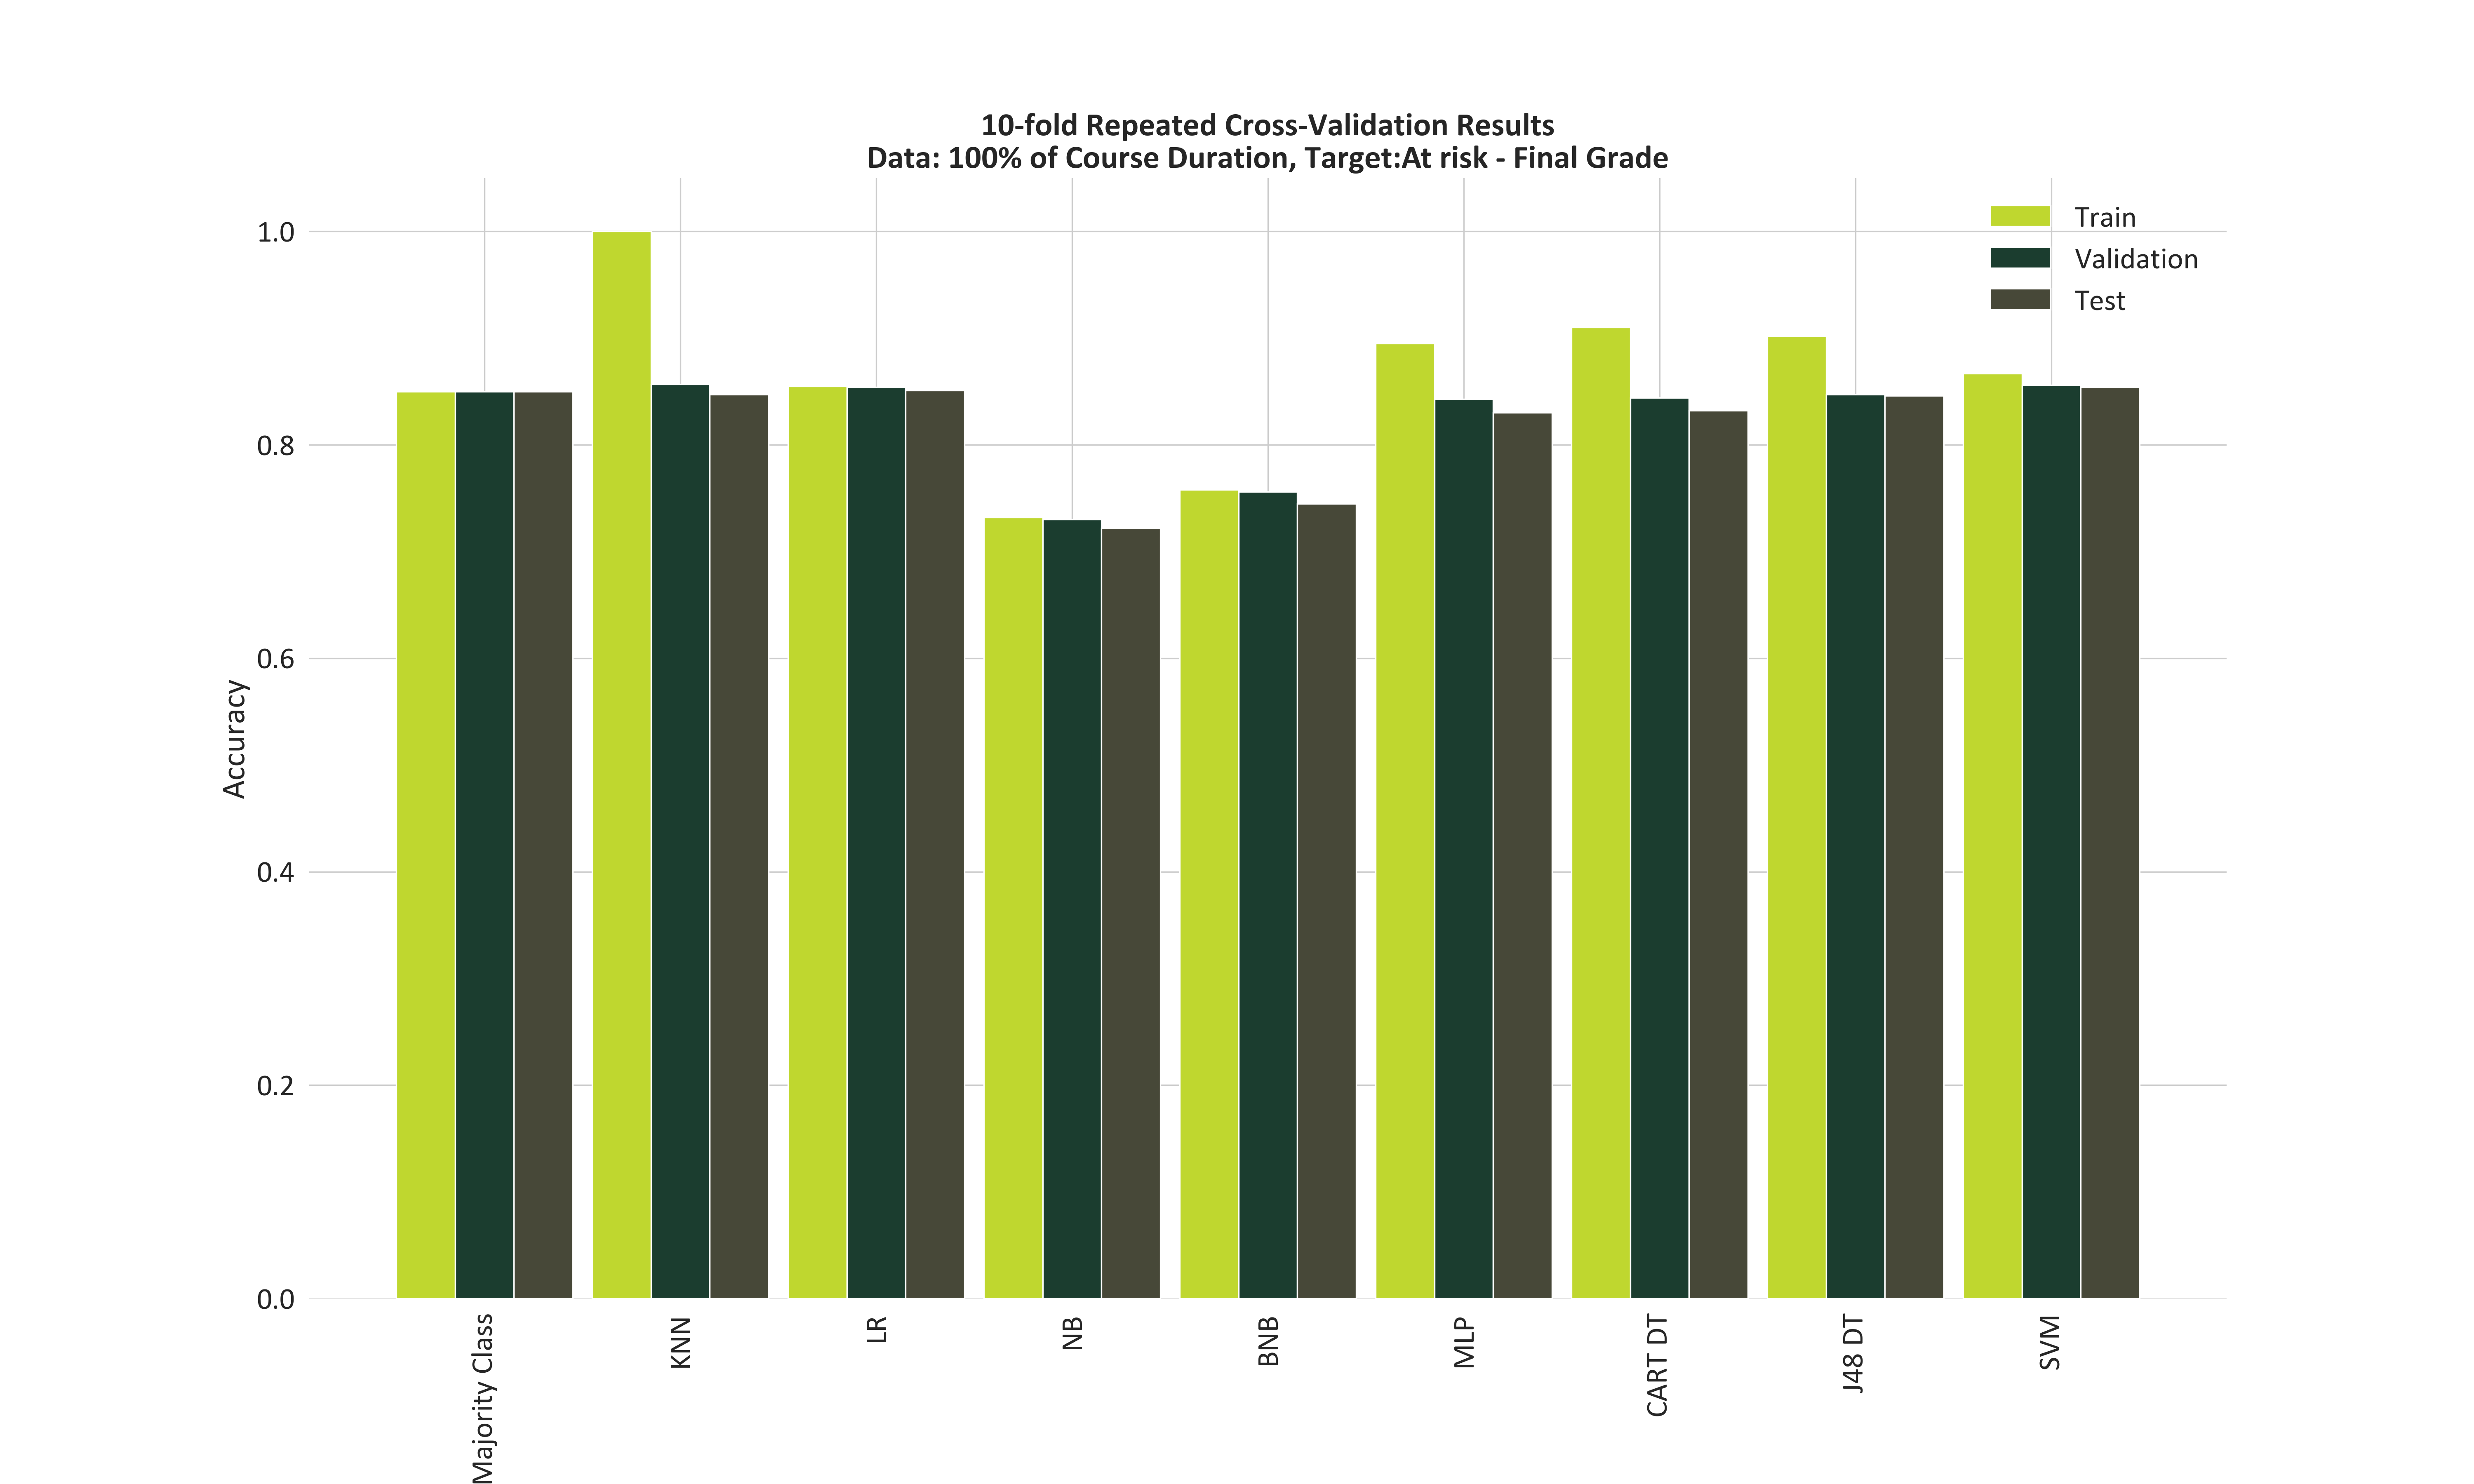 10-fold Repeated Cross-Validation Results
Data: 100% of Course Duration, Target:At risk - Final Grade
Train
Validation
Test
Accuracy
1.0
0.8
0.6
0.4
0.2
0.0
Majority Class
KNN
LR
NB
BNB
MLP
CART DT
J48 DT
SVM